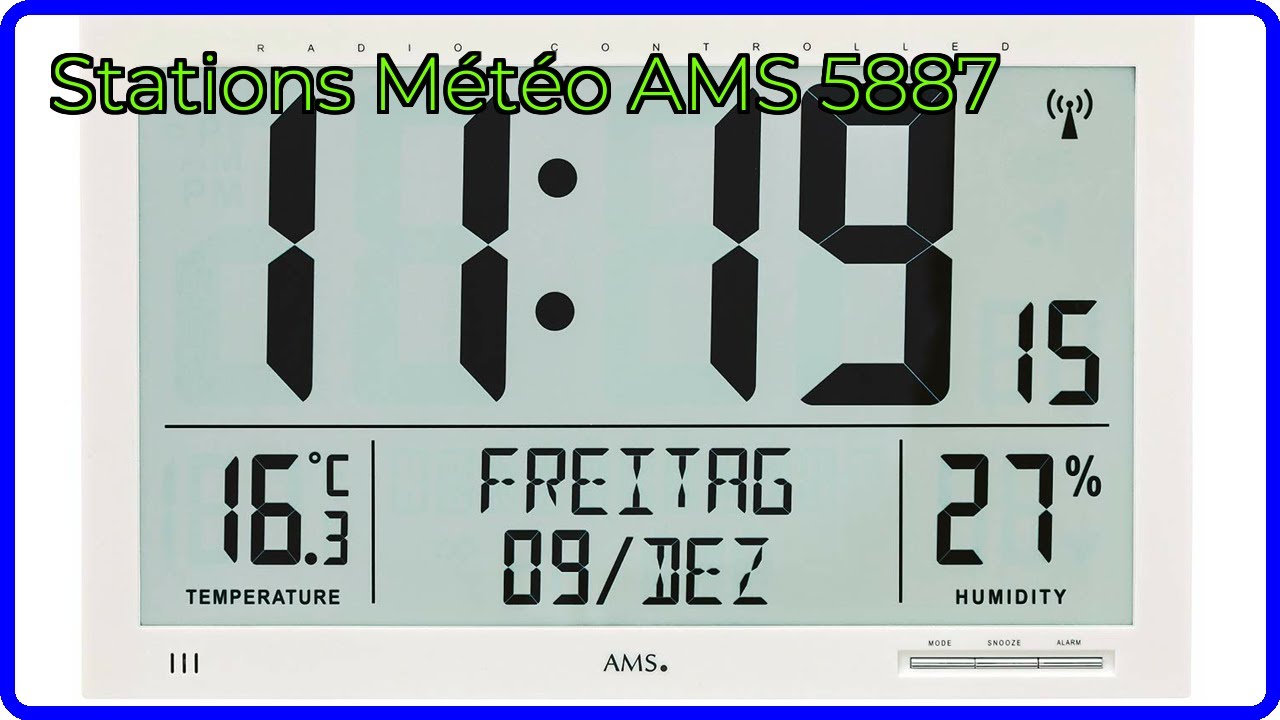 RADIO CONTROLLED
Stations Météo AMS 5887
11:19 15
16.3 °C
TEMPERATURE
FREITAG
09/DEZ
27%
HUMIDITY
AMS.
MODE SNOOZE ALARM